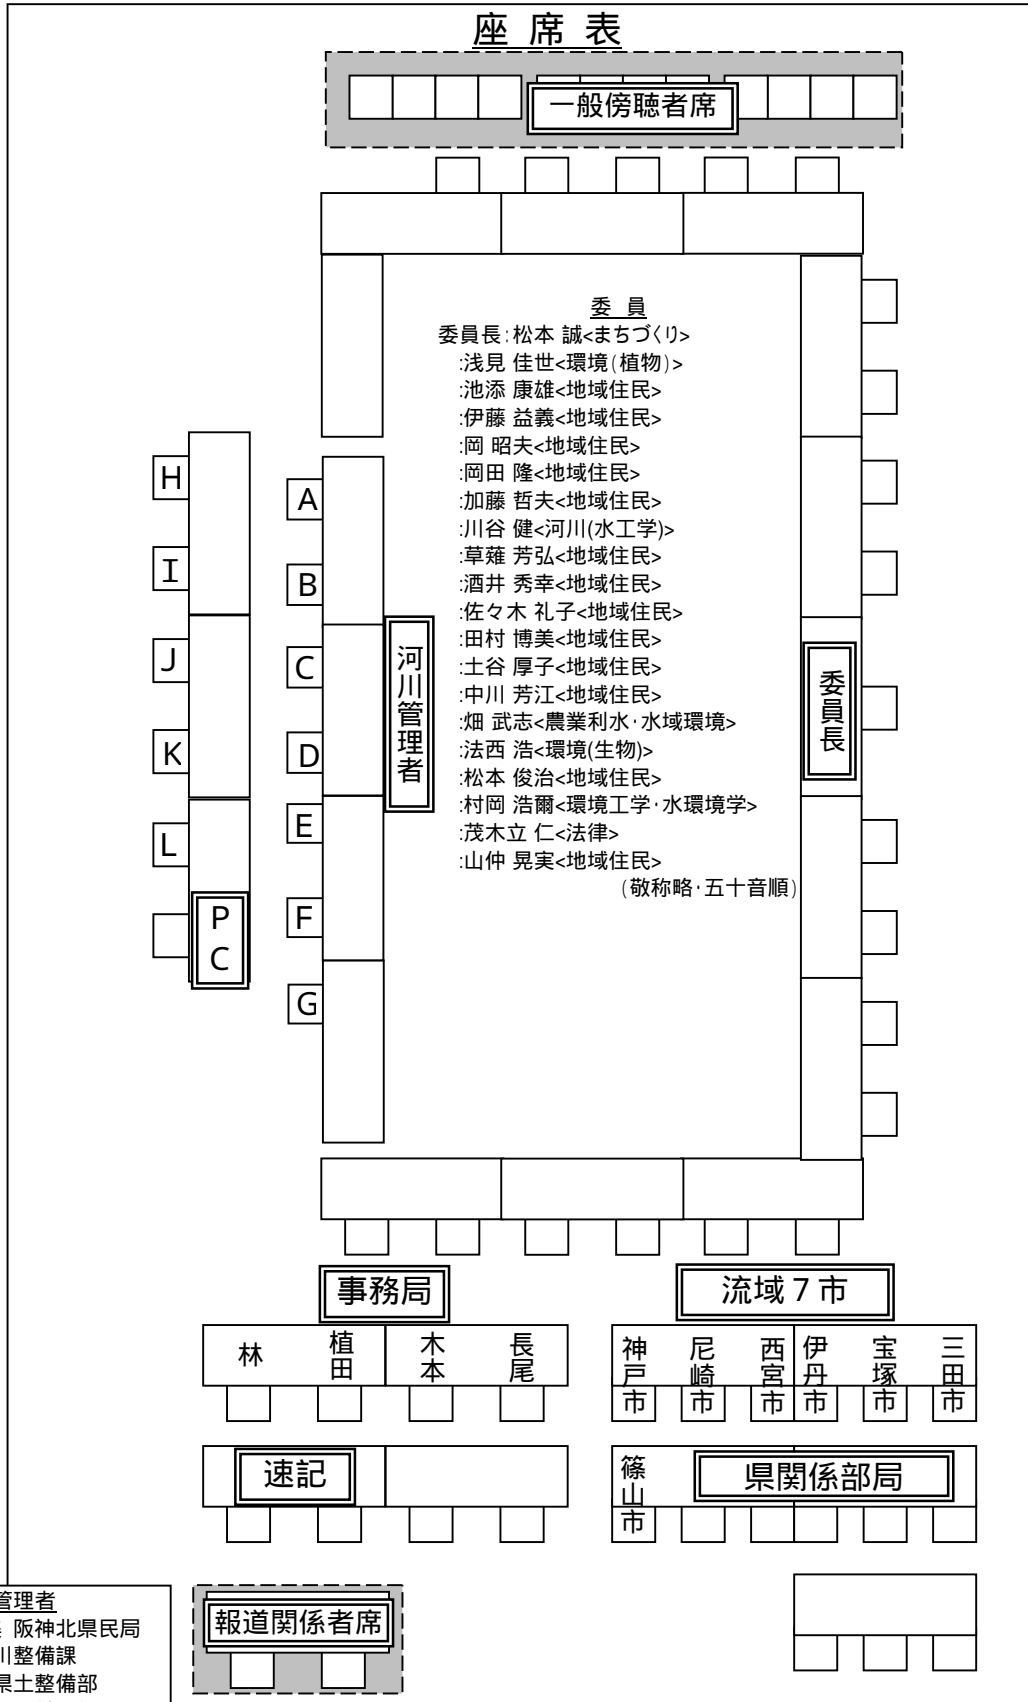 座 席 表
一般傍聴者席
委 員
委員長:松本 誠<まちづくり>
:浅見 佳世<環境(植物)>
:池添 康雄<地域住民>
:伊藤 益義<地域住民>
:岡 昭夫<地域住民>
:岡田 隆<地域住民>
:加藤 哲夫<地域住民>
:川谷 健<河川(水工学)>
:草薙 芳弘<地域住民>
:酒井 秀幸<地域住民>
:佐々木 礼子<地域住民>
:田村 博美<地域住民>
:土谷 厚子<地域住民>
:中川 芳江<地域住民>
:畑 武志<農業利水・水域環境>
:法西 浩<環境(生物)>
:松本 俊治<地域住民>
:村岡 浩爾<環境工学・水環境学>
:茂木立 仁<法律>
:山仲 晃実<地域住民>
(敬称略・五十音順)
H
I
J
K
L
PC
A
B
C
D
E
F
G
河川管理者
委員長
事務局
流域7市
林
植田
木本
長尾
神戸市
尼崎市
西宮市
伊丹市
宝塚市
三田市
速記
篠山市
県関係部局
報道関係者席
管理者
阪神北県民局
川整備課
県土整備部